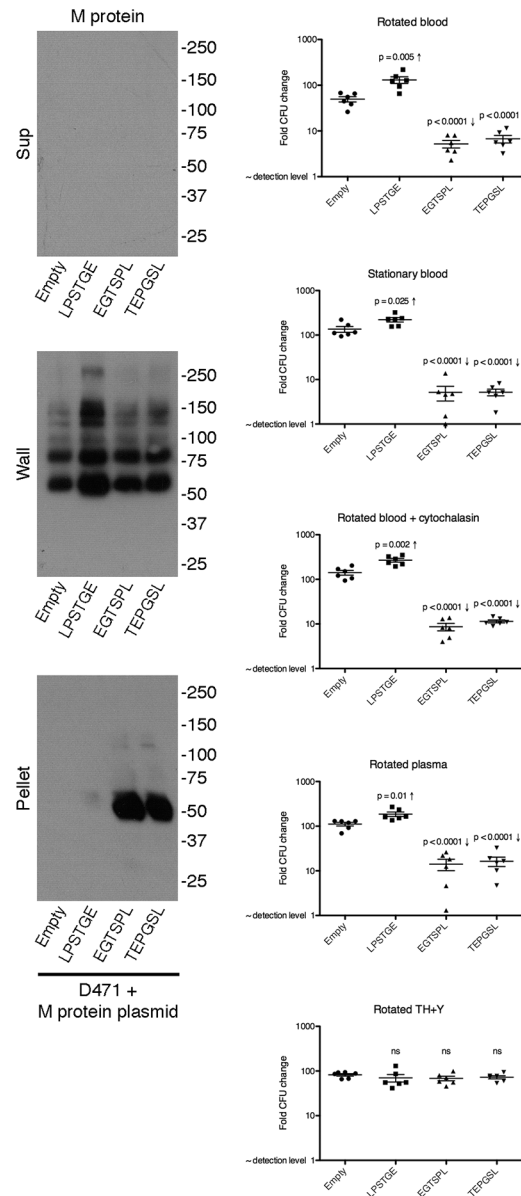 M protein
Sup
-250
-150
-100
-75
-50
-37
-25
Empty
LPSTGE
EGTSPL
TEPGSL
Wall
-250
-150
-100
-75
-50
-37
-25
Empty
LPSTGE
EGTSPL
TEPGSL
Pellet
-250
-150
-100
-75
-50
-37
-25
Empty
LPSTGE
EGTSPL
TEPGSL
D471 +
M protein plasmid
Rotated blood
Fold CFU change
1000
100
10
~ detection level 1
p = 0.005 ↑
p < 0.0001 ↓
p < 0.0001
Empty
LPSTGE
EGTSPL
TEPGSL
Stationary blood
Fold CFU change
1000
100
10
~ detection level 1
p = 0.025 ↑
p < 0.0001 ↓
p < 0.0001 ↓
Empty
LPSTGE
EGTSPL
TEPGSL
Rotated blood + cytochalasin
Fold CFU change
1000
100
10
~ detection level 1
p = 0.002 ↑
p < 0.0001 ↓
p < 0.0001 ↓
Empty
LPSTGE
EGTSPL
TEPGSL
Rotated plasma
Fold CFU change
1000
100
10
~ detection level 1
p = 0.01 ↑
p < 0.0001 ↓
p < 0.0001 ↓
Empty
LPSTGE
EGTSPL
TEPGSL
Rotated TH+Y
Fold CFU change
1000
100
10
~ detection level 1
ns
ns
ns
Empty
LPSTGE
EGTSPL
TEPGSL